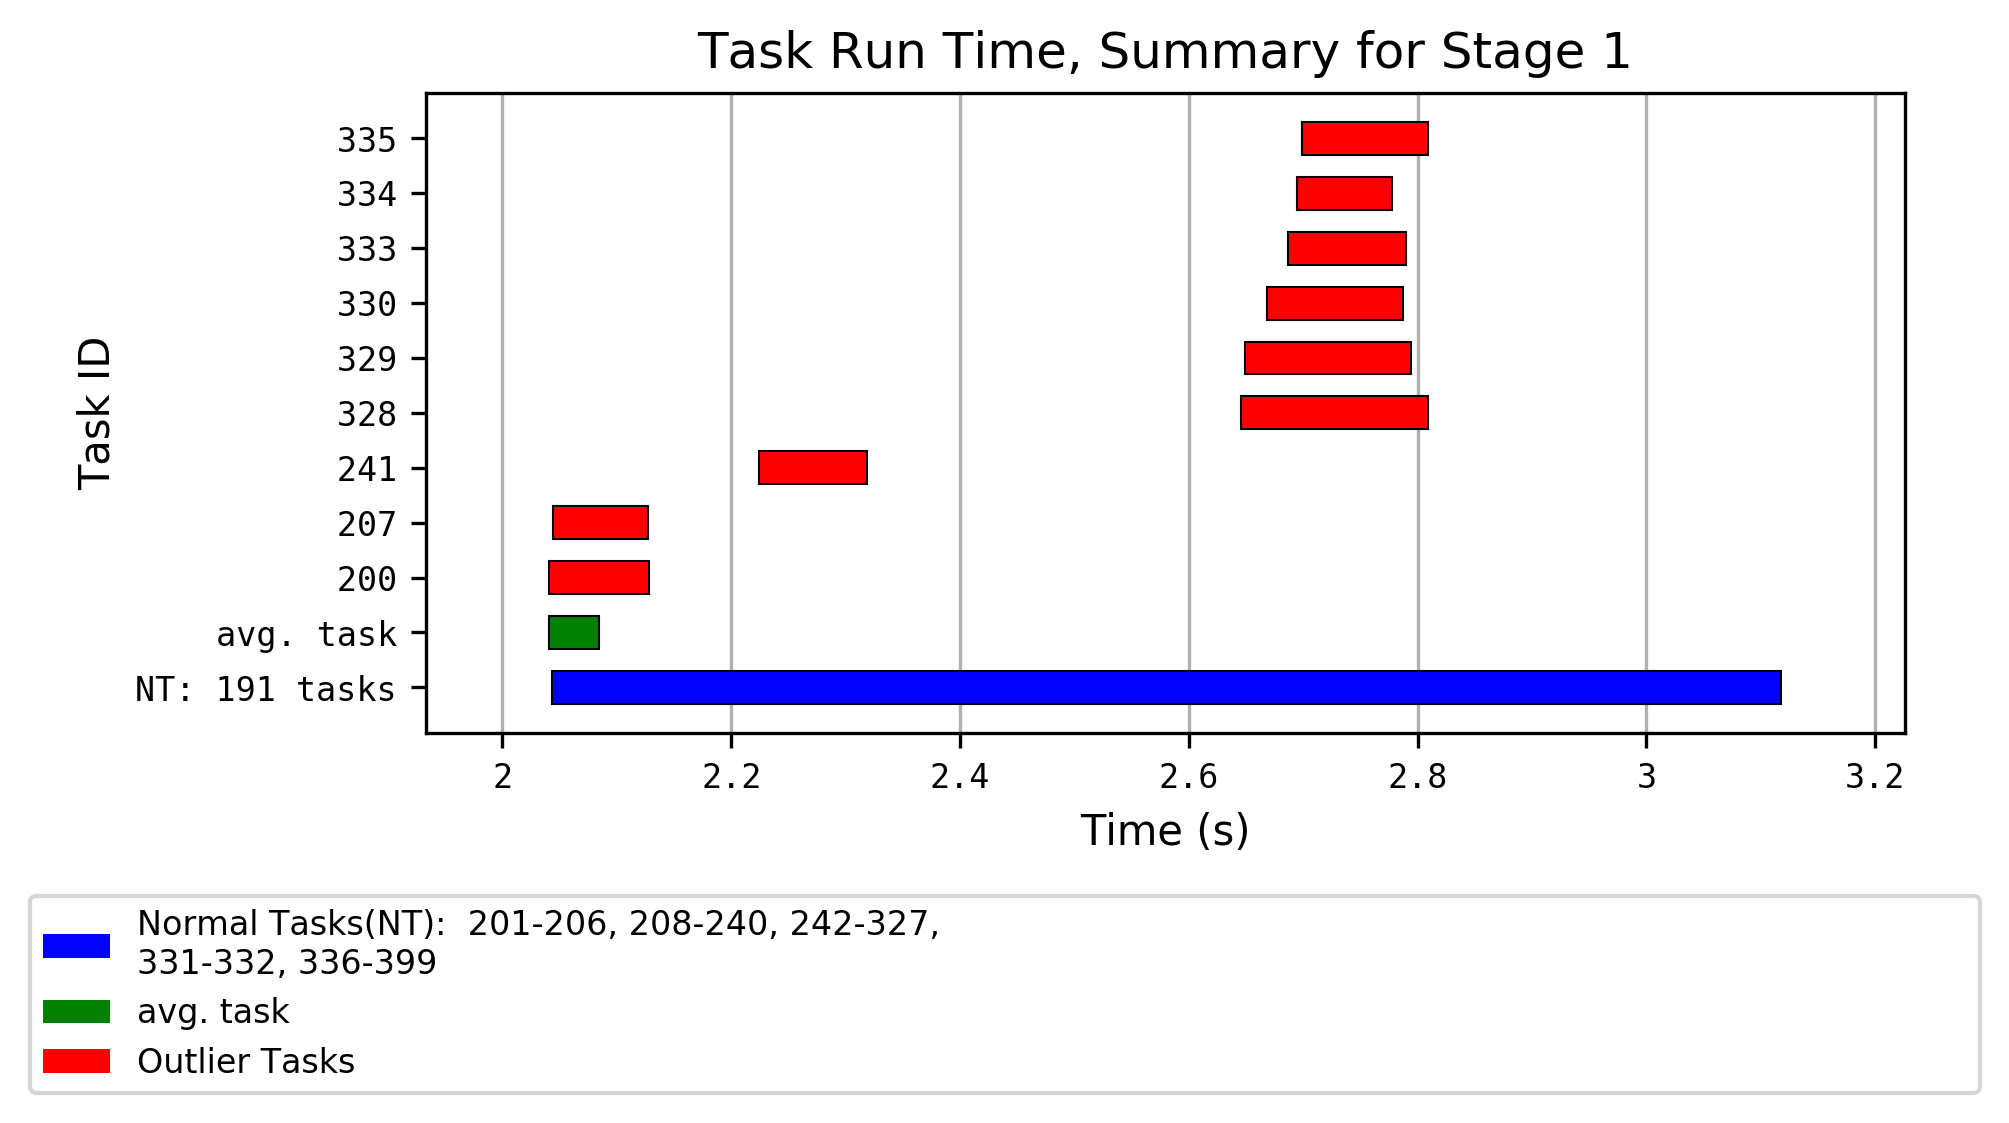 Task Run Time, Summary for Stage 1
Task ID
335
334
333
330
329
328
241
207
200
avg. task
NT: 191 tasks
2 2.2 2.4 2.6 2.8 3 3.2
Time (s)
Normal Tasks(NT):  201-206, 208-240, 242-327,
331-332, 336-399
avg. task
Outlier Tasks